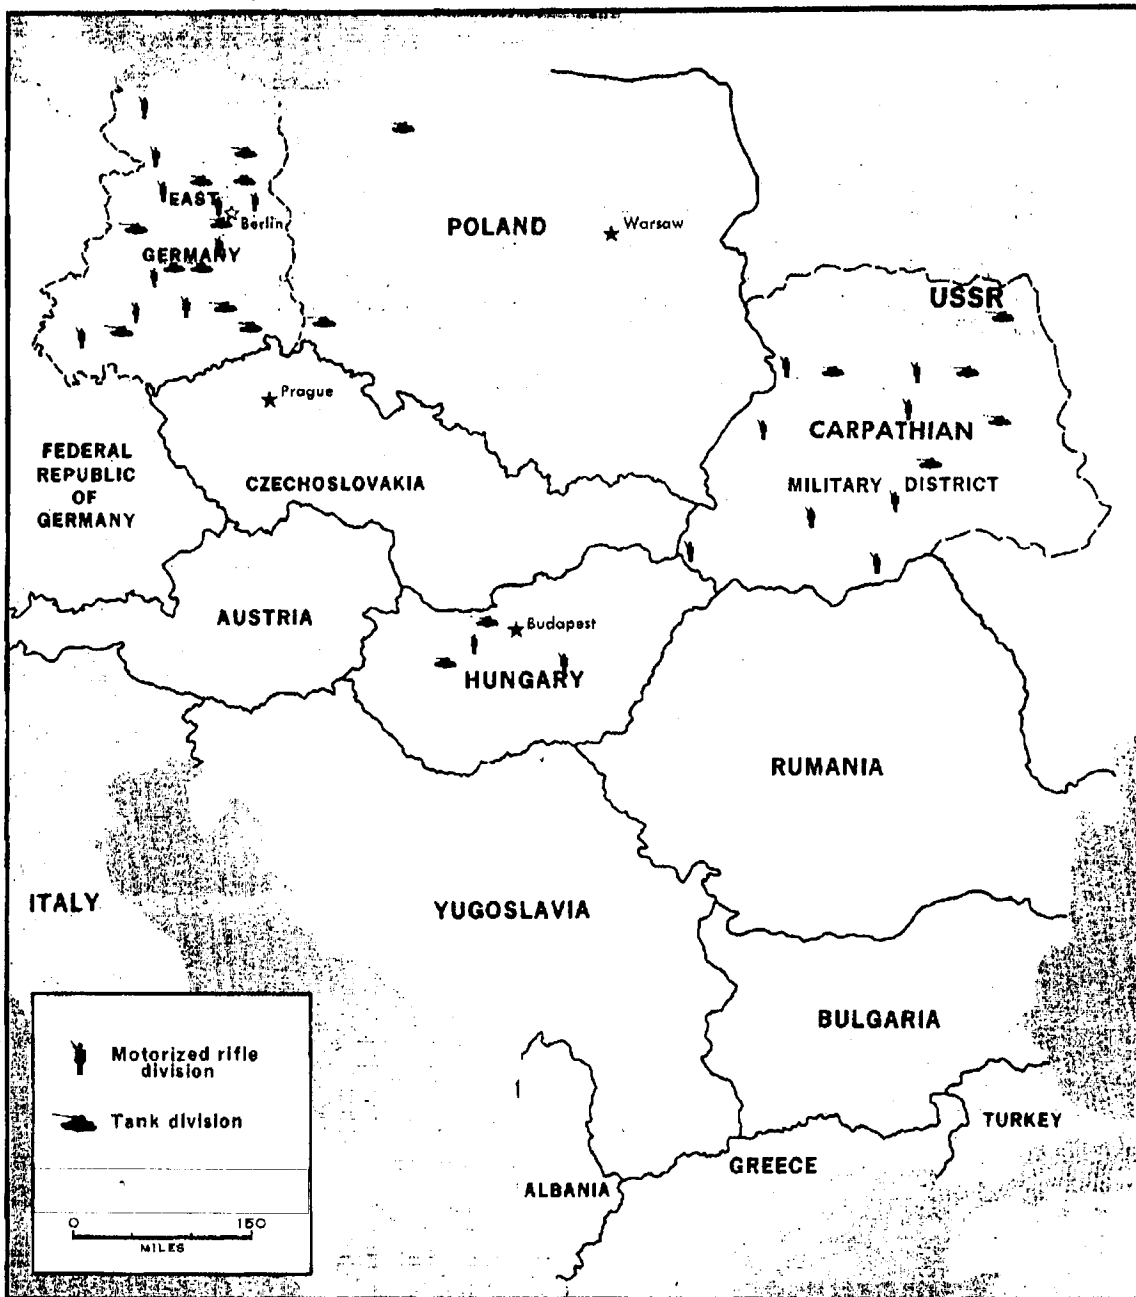 EAST
Berlin
GERMANY
POLAND
Warsaw
USSR
Prague
CARPATHIAN
MILITARY DISTRICT
FEDERAL
REPUBLIC
OF
GERMANY
CZECHOSLOVAKIA
AUSTRIA
Budapest
HUNGARY
RUMANIA
ITALY
YUGOSLAVIA
BULGARIA
TURKEY
GREECE
ALBANIA
Motorized rifle
division
Tank division
0 150
MILES